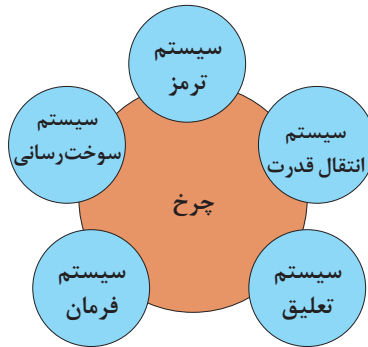 سیستم
ترمز
سیستم
انتقال قدرت
سیستم
سوخت‌رسانی
چرخ
سیستم
تعلیق
سیستم
فرمان